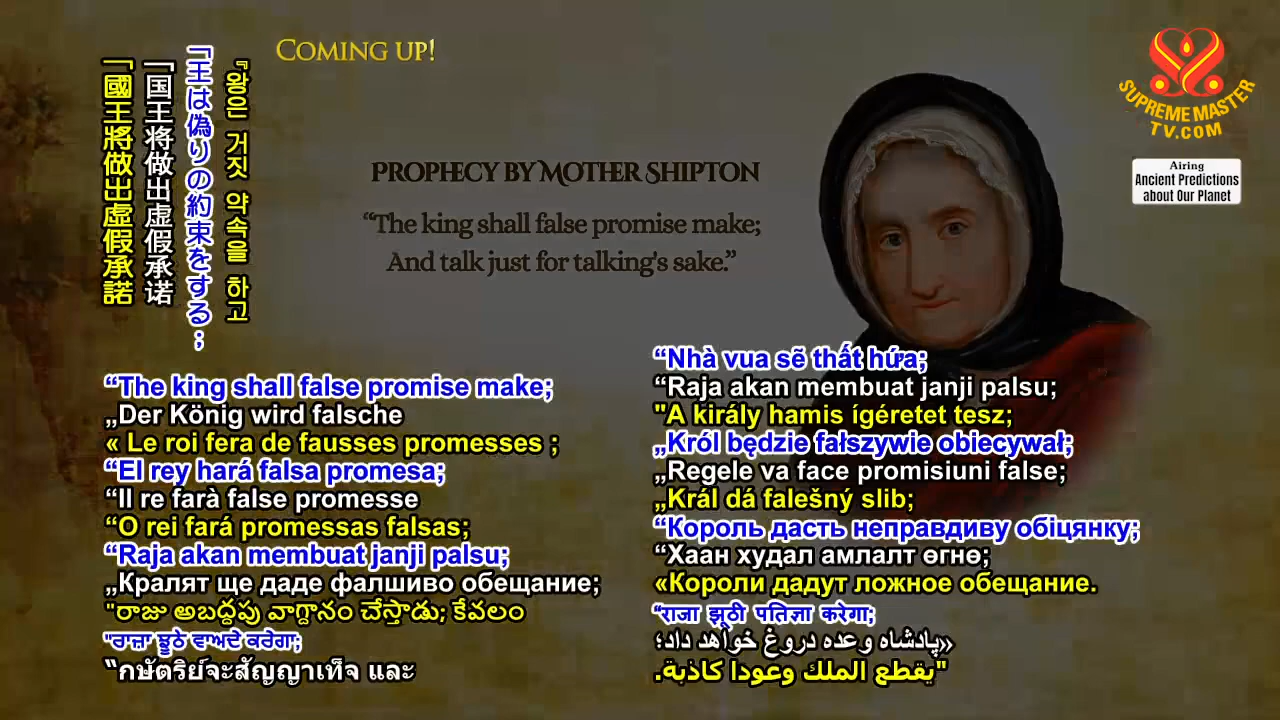 COMING UP!
SUPREME MASTER
TV.COM
Airing
Ancient Predictions
about Our Planet
PROPHECY BY MOTHER SHIPTON
“The king shall false promise make;
And talk just for talking's sake.”
『왕은 거짓 약속을 하고
「王は偽りの約束をする;
「国王将做出虚假承诺
「國王將做出虛假承諾
“The king shall false promise make;
„Der König wird falsche
« Le roi fera de fausses promesses ;
“El rey hará falsa promesa;
“Il re farà false promesse
“O rei fará promessas falsas;
“Raja akan membuat janji palsu;
„Кралят ще даде фалшиво обещание;
"రాజు అబద్ధపు వాగ్దానం చేస్తాడు; కేవలం
"ਰਾਜਾ ਝੂਠੇ ਵਾਅਦੇ ਕਰੇਗਾ;
“กษัตริย์จะสัญญาเท็จ และ
“Nhà vua sẽ thất hứa;
“Raja akan membuat janji palsu;
"A király hamis ígéretet tesz;
„Król będzie fałszywie obiecywał;
„Regele va face promisiuni false;
„Král dá falešný slib;
“Король дасть неправдиву обіцянку;
“Хаан худал амлалт өгнө;
«Короли дадут ложное обещание.
“राजा झूठी प्रतिज्ञा करेगा;
«پادشاه وعده دروغ خواهد داد؛
"يقطع الملك وعودا كاذبة.